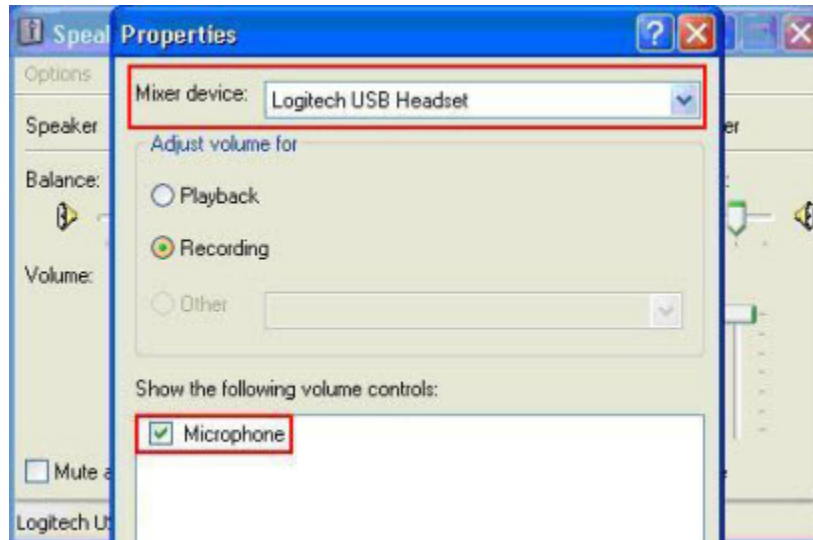 Speal
Properties
Options
Mixer device: Logitech USB Headset
Speaker
er
Adjust volume for
Balance:
Playback
Recording
Volume:
Other
Show the following volume controls:
Microphone
Mute a
Logitech US